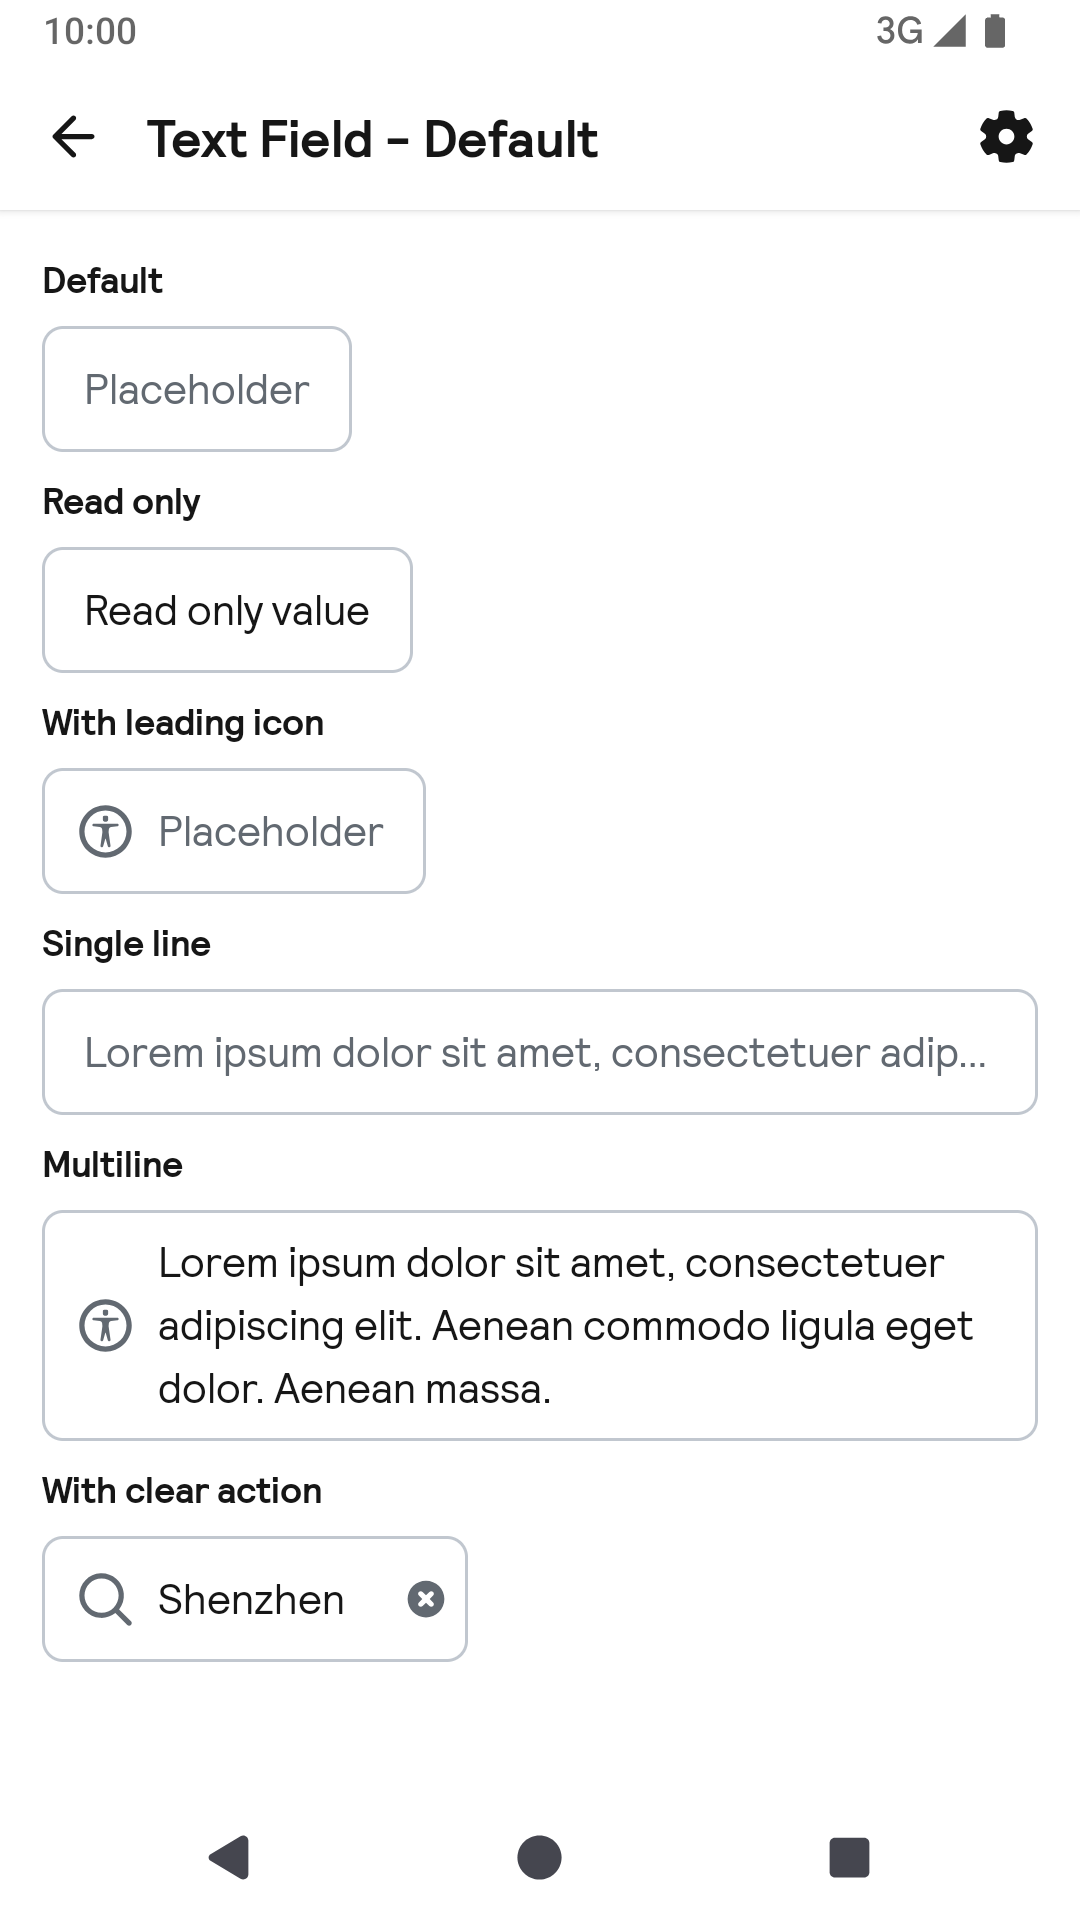 10:00
3G
Text Field - Default
Default
Placeholder
Read only
Read only value
With leading icon
Placeholder
Single line
Lorem ipsum dolor sit amet, consectetuer adip...
Multiline
Lorem ipsum dolor sit amet, consectetuer
adipiscing elit. Aenean commodo ligula eget
dolor. Aenean massa.
With clear action
Shenzhen